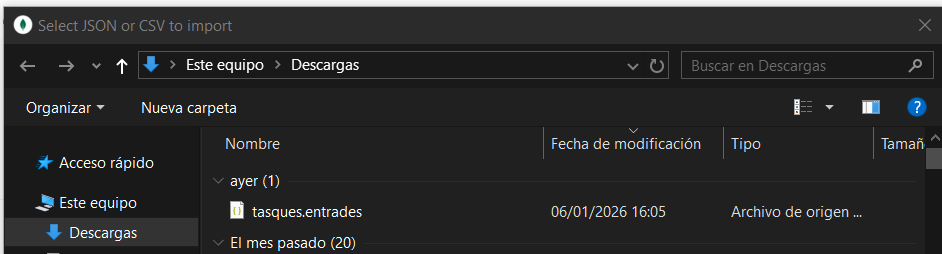 Select JSON or CSV to import
Este equipo Descargas Buscar en Descargas
Organizar Nueva carpeta
Nombre Fecha de modificación Tipo Tamañ
Acceso rápido
ayer (1)
Este equipo
tasques.entrades 06/01/2026 16:05 Archivo de origen ...
Descargas
El mes pasado (20)